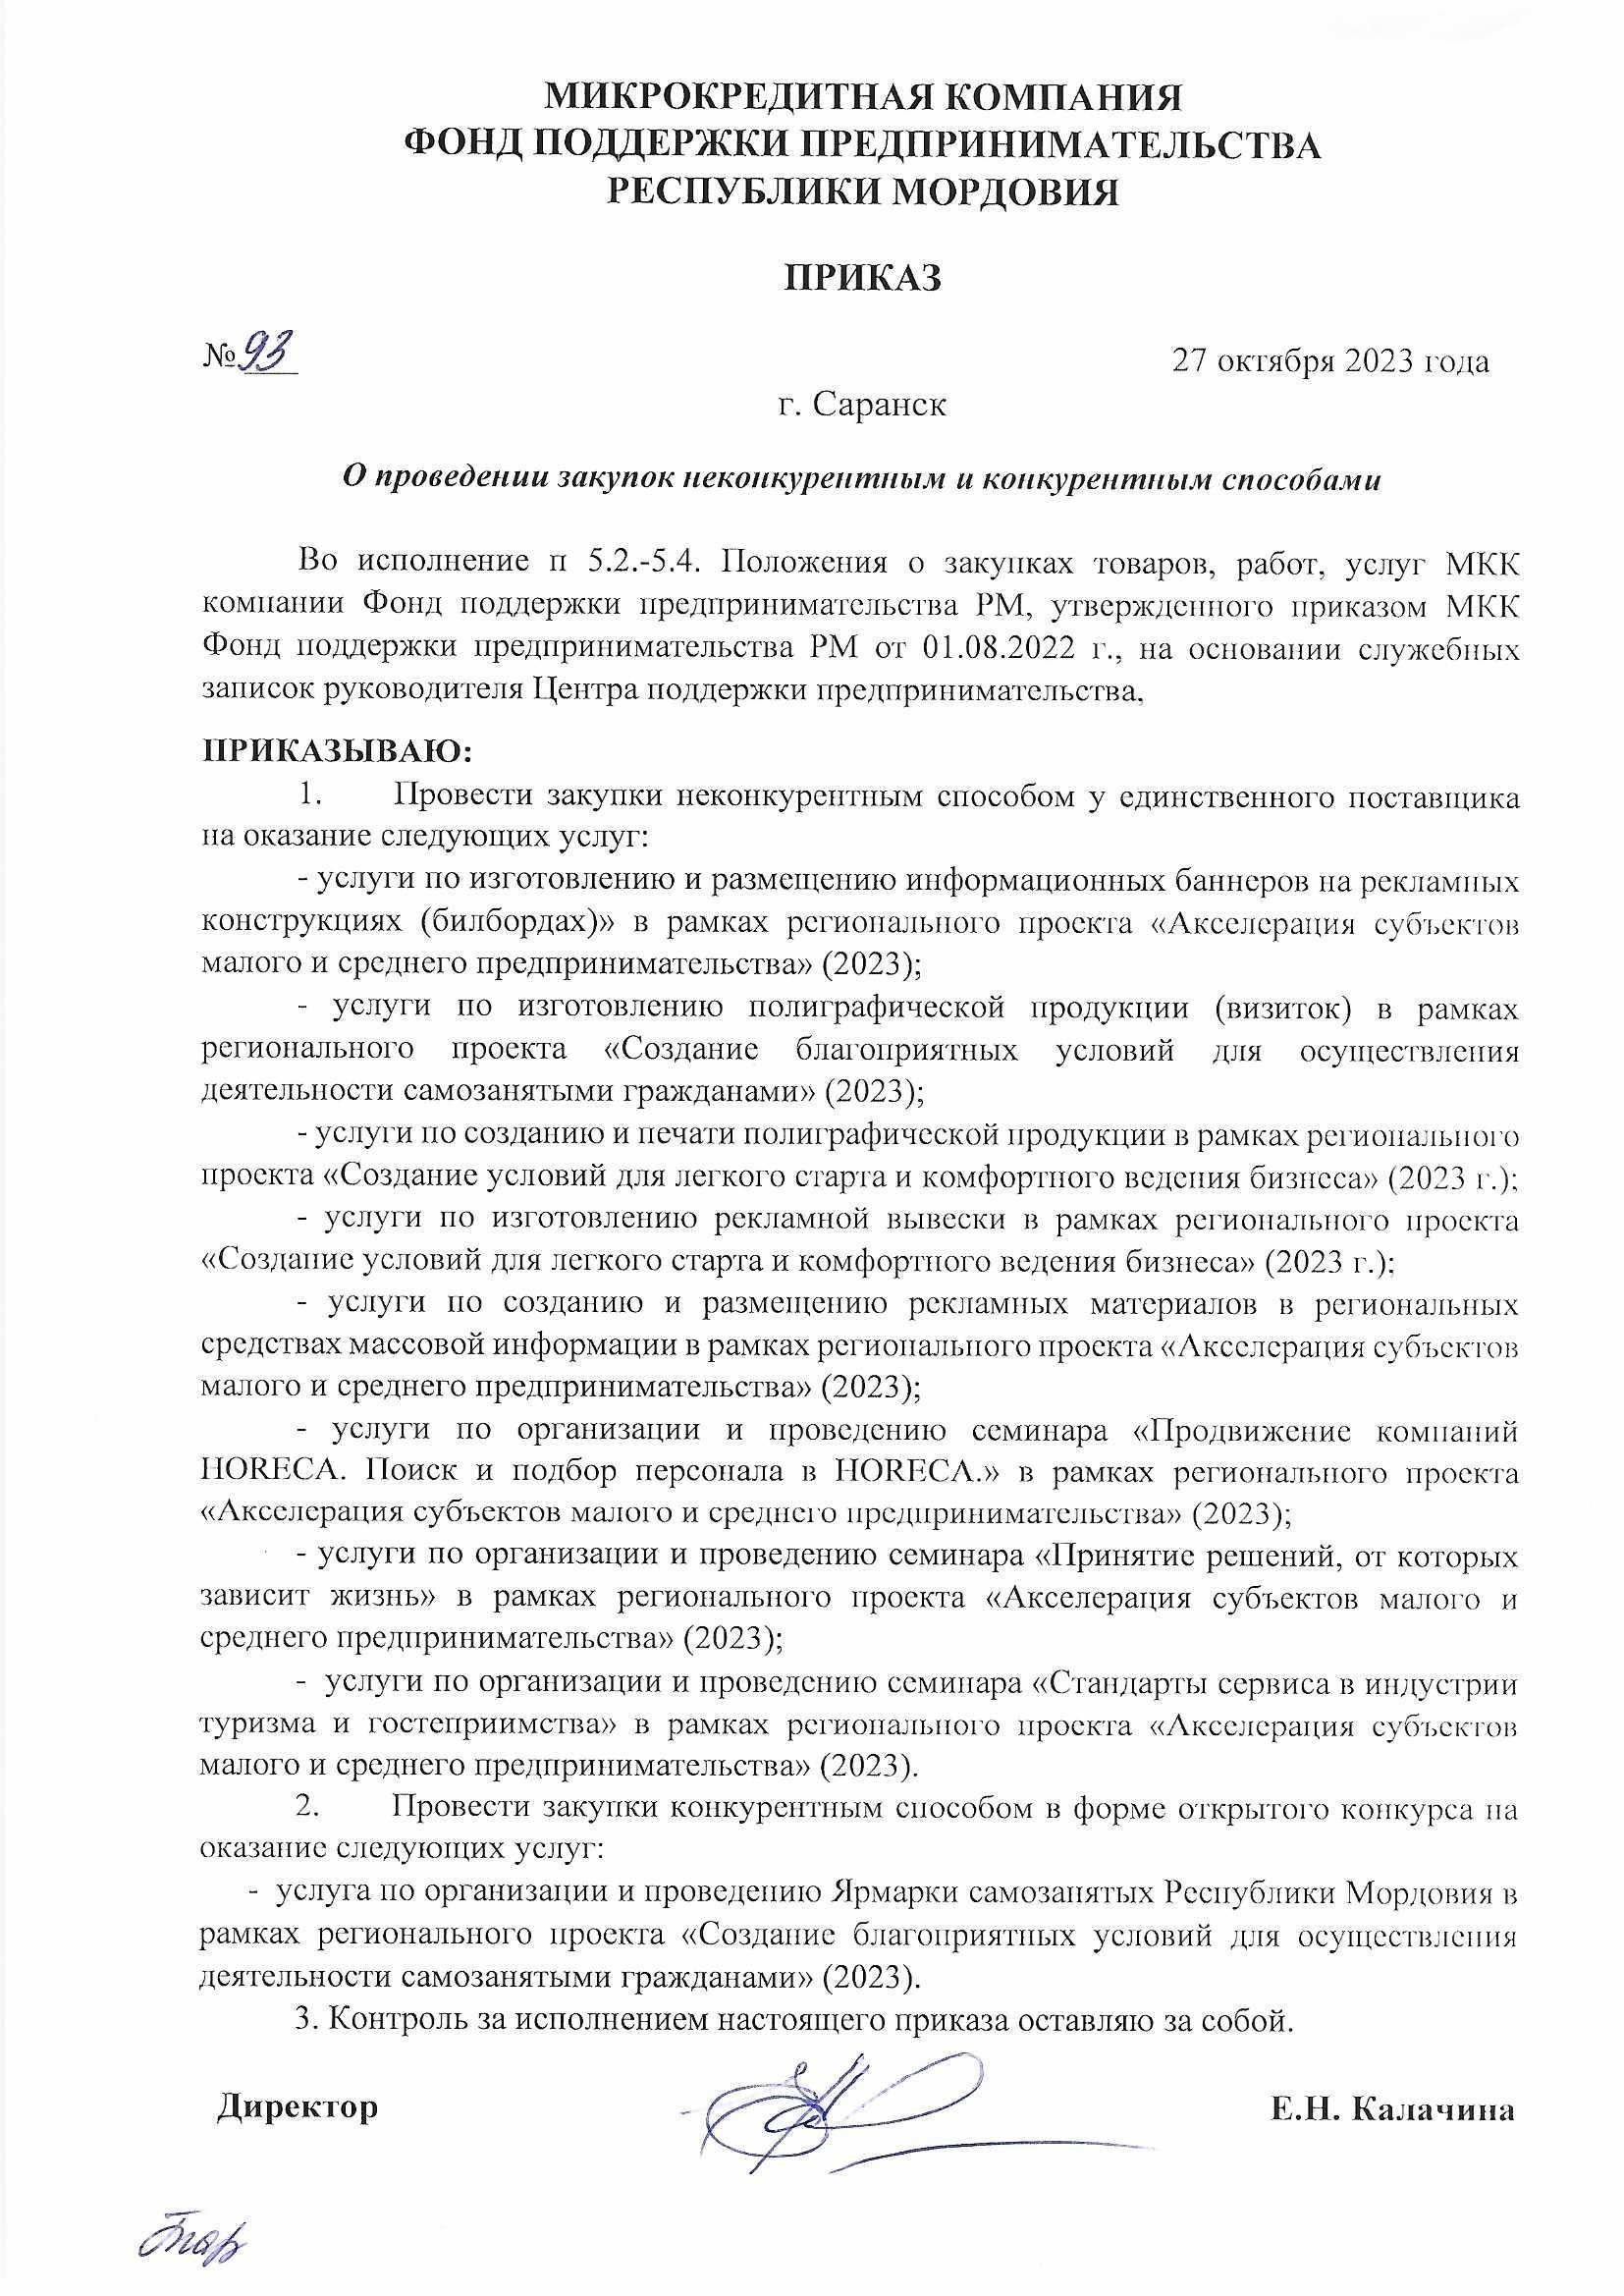 МИКРОКРЕДИТНАЯ КОМПАНИЯ
ФОНД ПОДДЕРЖКИ ПРЕДПРИНИМАТЕЛЬСТВА
РЕСПУБЛИКИ МОРДОВИЯ
ПРИКАЗ
№ 93
27 октября 2023 года
г. Саранск
О проведении закупок неконкурентным и конкурентным способами
Во исполнение п 5.2.-5.4. Положения о закупках товаров, работ, услуг МКК
компании Фонд поддержки предпринимательства РМ, утвержденного приказом МКК
Фонд поддержки предпринимательства РМ от 01.08.2022 г., на основании служебных
записок руководителя Центра поддержки предпринимательства,
ПРИКАЗЫВАЮ:
1. Провести закупки неконкурентным способом у единственного поставщика
на оказание следующих услуг:
- услуги по изготовлению и размещению информационных баннеров на рекламных
конструкциях (билбордах)» в рамках регионального проекта «Акселерация субъектов
малого и среднего предпринимательства» (2023);
- услуги по изготовлению полиграфической продукции (визиток) в рамках
регионального проекта «Создание благоприятных условий для осуществления
деятельности самозанятыми гражданами» (2023);
- услуги по созданию и печати полиграфической продукции в рамках регионального
проекта «Создание условий для легкого старта и комфортного ведения бизнеса» (2023 г.);
- услуги по изготовлению рекламной вывески в рамках регионального проекта
«Создание условий для легкого старта и комфортного ведения бизнеса» (2023 г.);
- услуги по созданию и размещению рекламных материалов в региональных
средствах массовой информации в рамках регионального проекта «Акселерация субъектов
малого и среднего предпринимательства» (2023);
- услуги по организации и проведению семинара «Продвижение компаний
HORECA. Поиск и подбор персонала в HORECA.» в рамках регионального проекта
«Акселерация субъектов малого и среднего предпринимательства» (2023);
- услуги по организации и проведению семинара «Принятие решений, от которых
зависит жизнь» в рамках регионального проекта «Акселерация субъектов малого и
среднего предпринимательства» (2023);
- услуги по организации и проведению семинара «Стандарты сервиса в индустрии
туризма и гостеприимства» в рамках регионального проекта «Акселерация субъектов
малого и среднего предпринимательства» (2023).
2. Провести закупки конкурентным способом в форме открытого конкурса на
оказание следующих услуг:
- услуга по организации и проведению Ярмарки самозанятых Республики Мордовия в
рамках регионального проекта «Создание благоприятных условий для осуществления
деятельности самозанятыми гражданами» (2023).
3. Контроль за исполнением настоящего приказа оставляю за собой.
Директор
Е.Н. Калачина